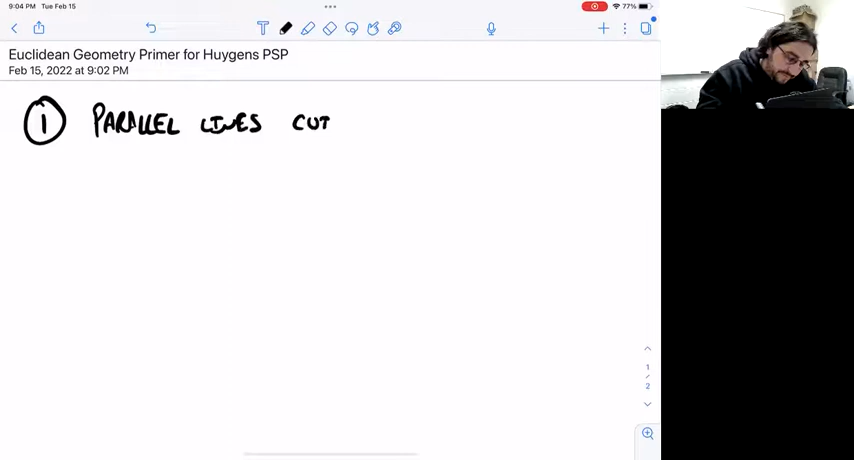 9:04 PM Tue Feb 15
77%
T
Euclidean Geometry Primer for Huygens PSP
Feb 15, 2022 at 9:02 PM
1 PARALLEL LINES CUT
1
/
2